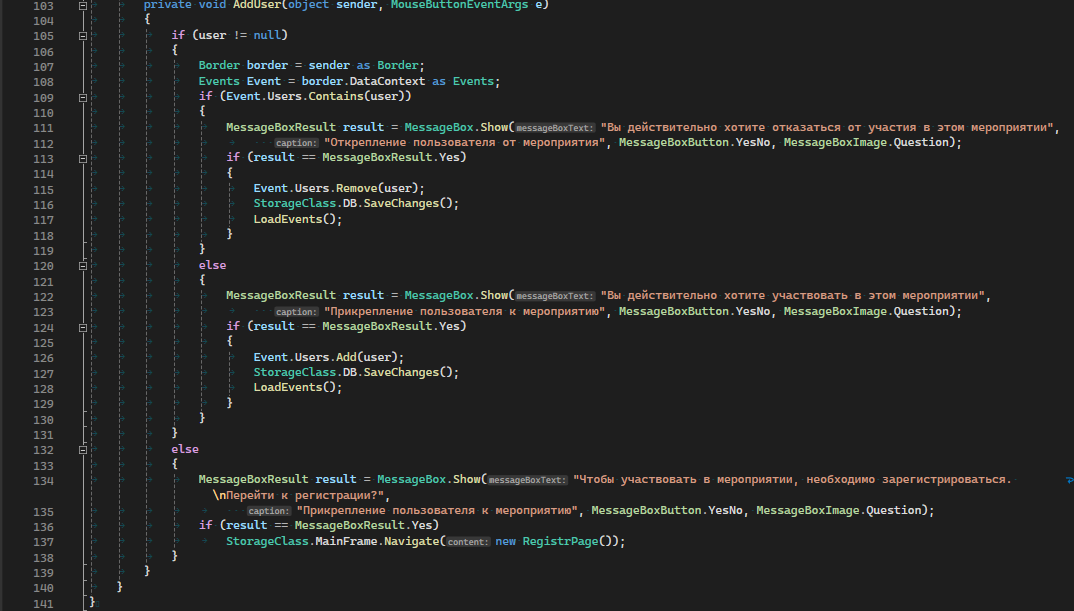 103 private void AddUser(object sender, MouseButtonEventArgs e)
104 {
105 if (user != null)
106 {
107 Border border = sender as Border;
108 Events Event = border.DataContext as Events;
109 if (Event.Users.Contains(user))
110 {
111 MessageBoxResult result = MessageBox.Show(messageBoxText: "Вы действительно хотите отказаться от участия в этом мероприятии",
112 caption: "Открепление пользователя от мероприятия", MessageBoxButton.YesNo, MessageBoxImage.Question);
113 if (result == MessageBoxResult.Yes)
114 {
115 Event.Users.Remove(user);
116 StorageClass.DB.SaveChanges();
117 LoadEvents();
118 }
119 }
120 else
121 {
122 MessageBoxResult result = MessageBox.Show(messageBoxText: "Вы действительно хотите участвовать в этом мероприятии",
123 caption: "Прикрепление пользователя к мероприятию", MessageBoxButton.YesNo, MessageBoxImage.Question);
124 if (result == MessageBoxResult.Yes)
125 {
126 Event.Users.Add(user);
127 StorageClass.DB.SaveChanges();
128 LoadEvents();
129 }
130 }
131 }
132 else
133 {
134 MessageBoxResult result = MessageBox.Show(messageBoxText: "Чтобы участвовать в мероприятии, необходимо зарегистрироваться.
\nПерейти к регистрации?",
135 caption: "Прикрепление пользователя к мероприятию", MessageBoxButton.YesNo, MessageBoxImage.Question);
136 if (result == MessageBoxResult.Yes)
137 StorageClass.MainFrame.Navigate(content: new RegistrPage());
138 }
139 }
140 }
141 }